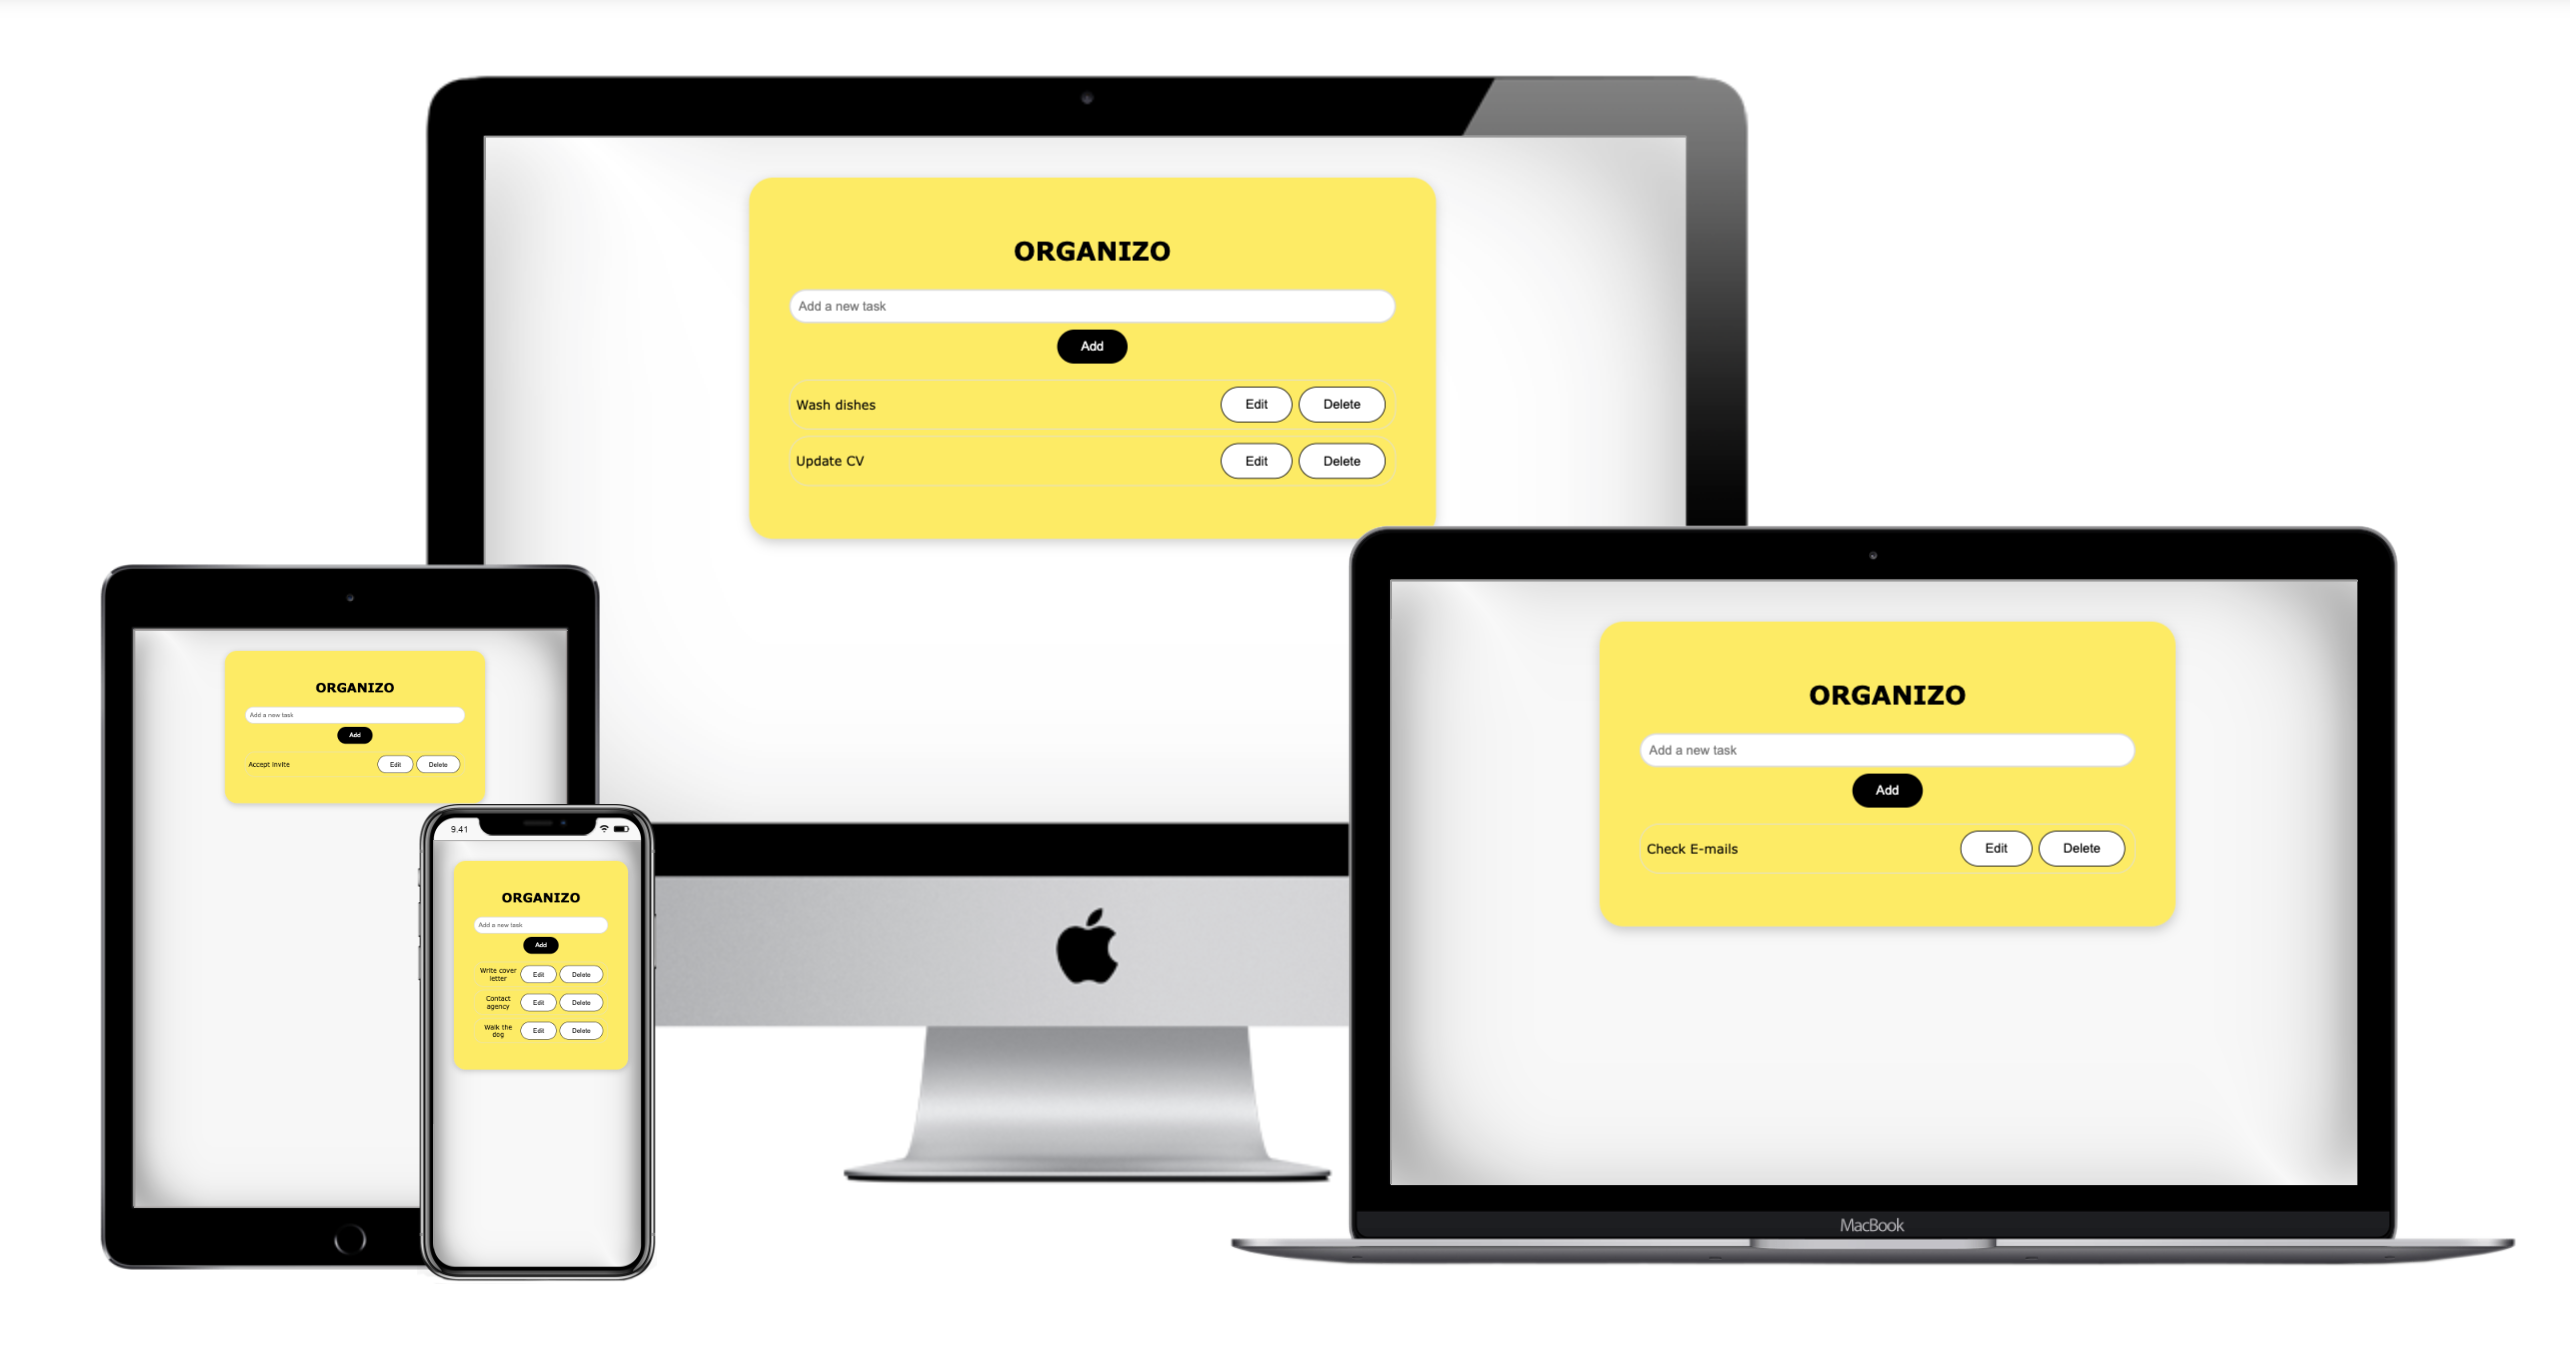 ORGANIZO
Add a new task
Add
Wash dishes Edit Delete
Update CV Edit Delete
ORGANIZO
Add a new task
Add
Accept invite Edit Delete
9.41
ORGANIZO
Add a new task
Add
Write cover
letter
Edit Delete
Contact
agency
Edit Delete
Walk the
dog
Edit Delete
ORGANIZO
Add a new task
Add
Check E-mails Edit Delete
MacBook